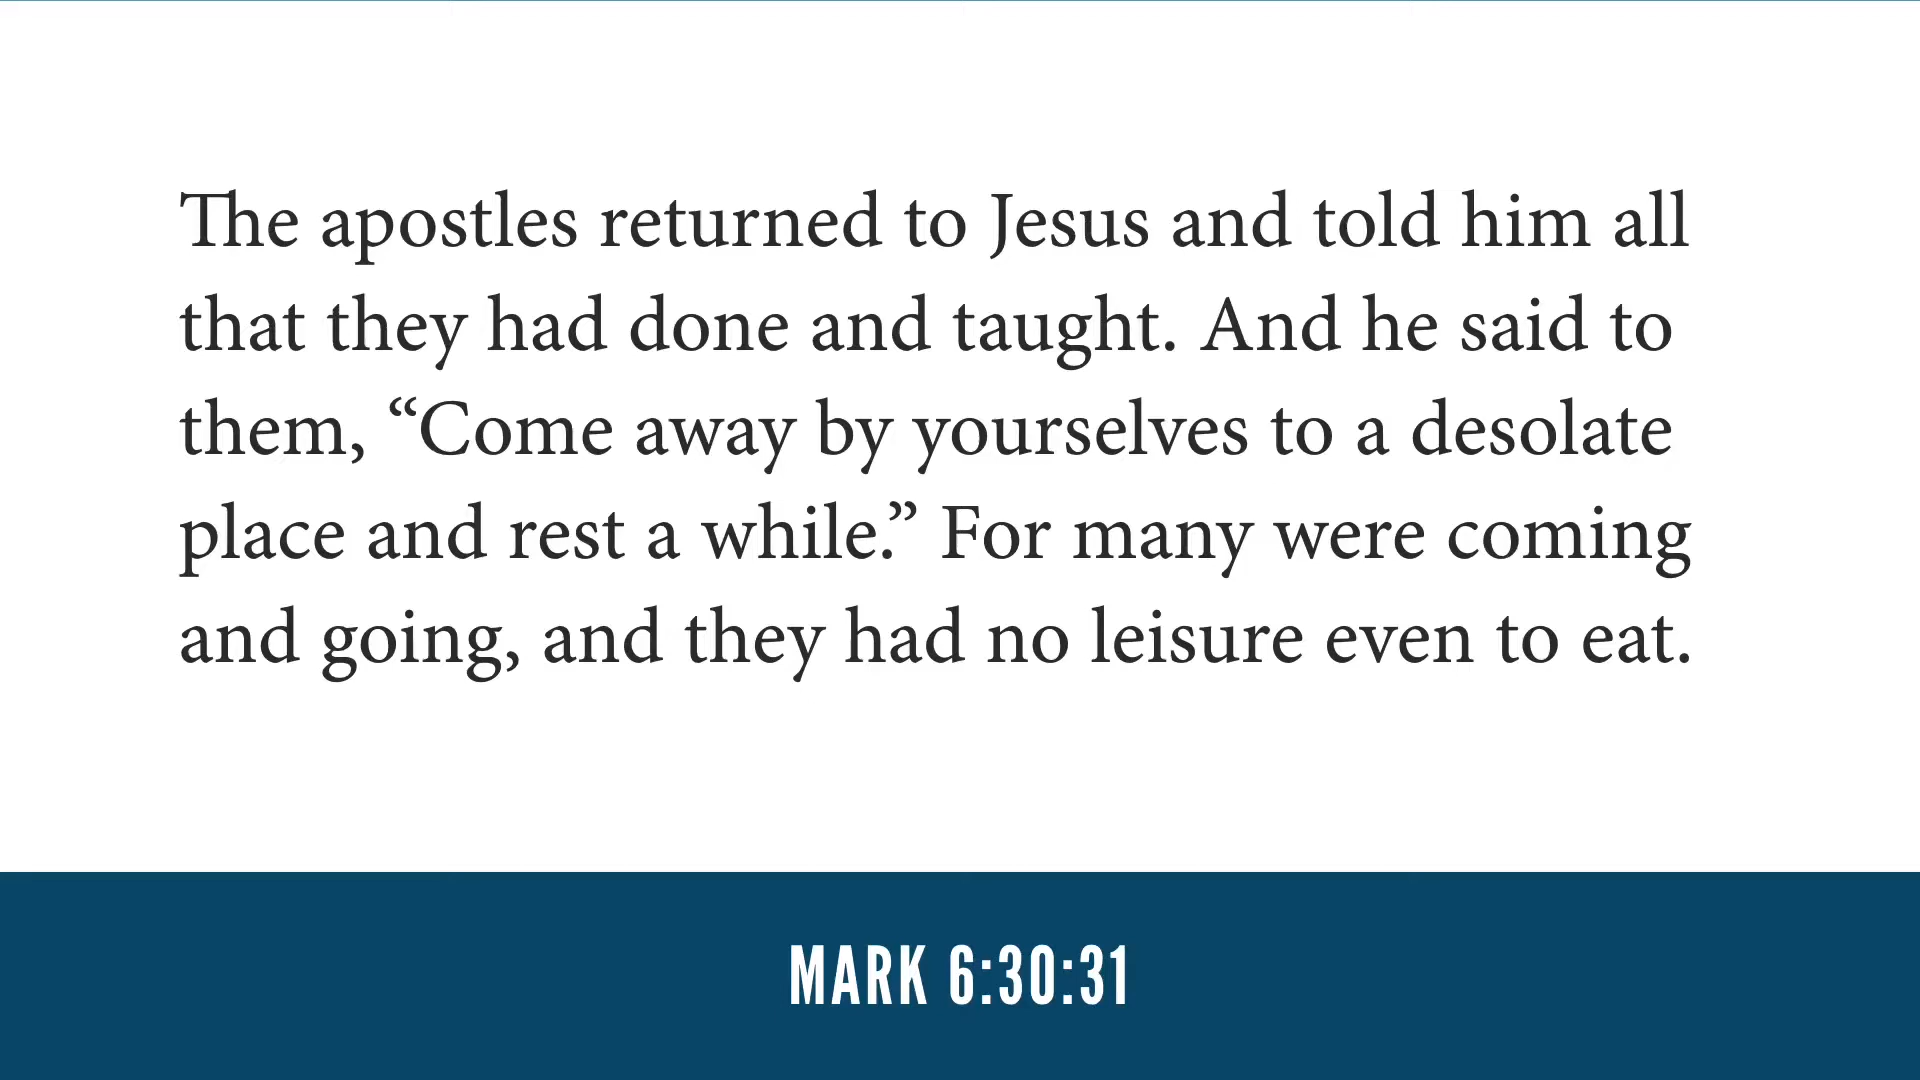 The apostles returned to Jesus and told him all
that they had done and taught. And he said to
them, “Come away by yourselves to a desolate
place and rest a while.” For many were coming
and going, and they had no leisure even to eat.
MARK 6:30:31